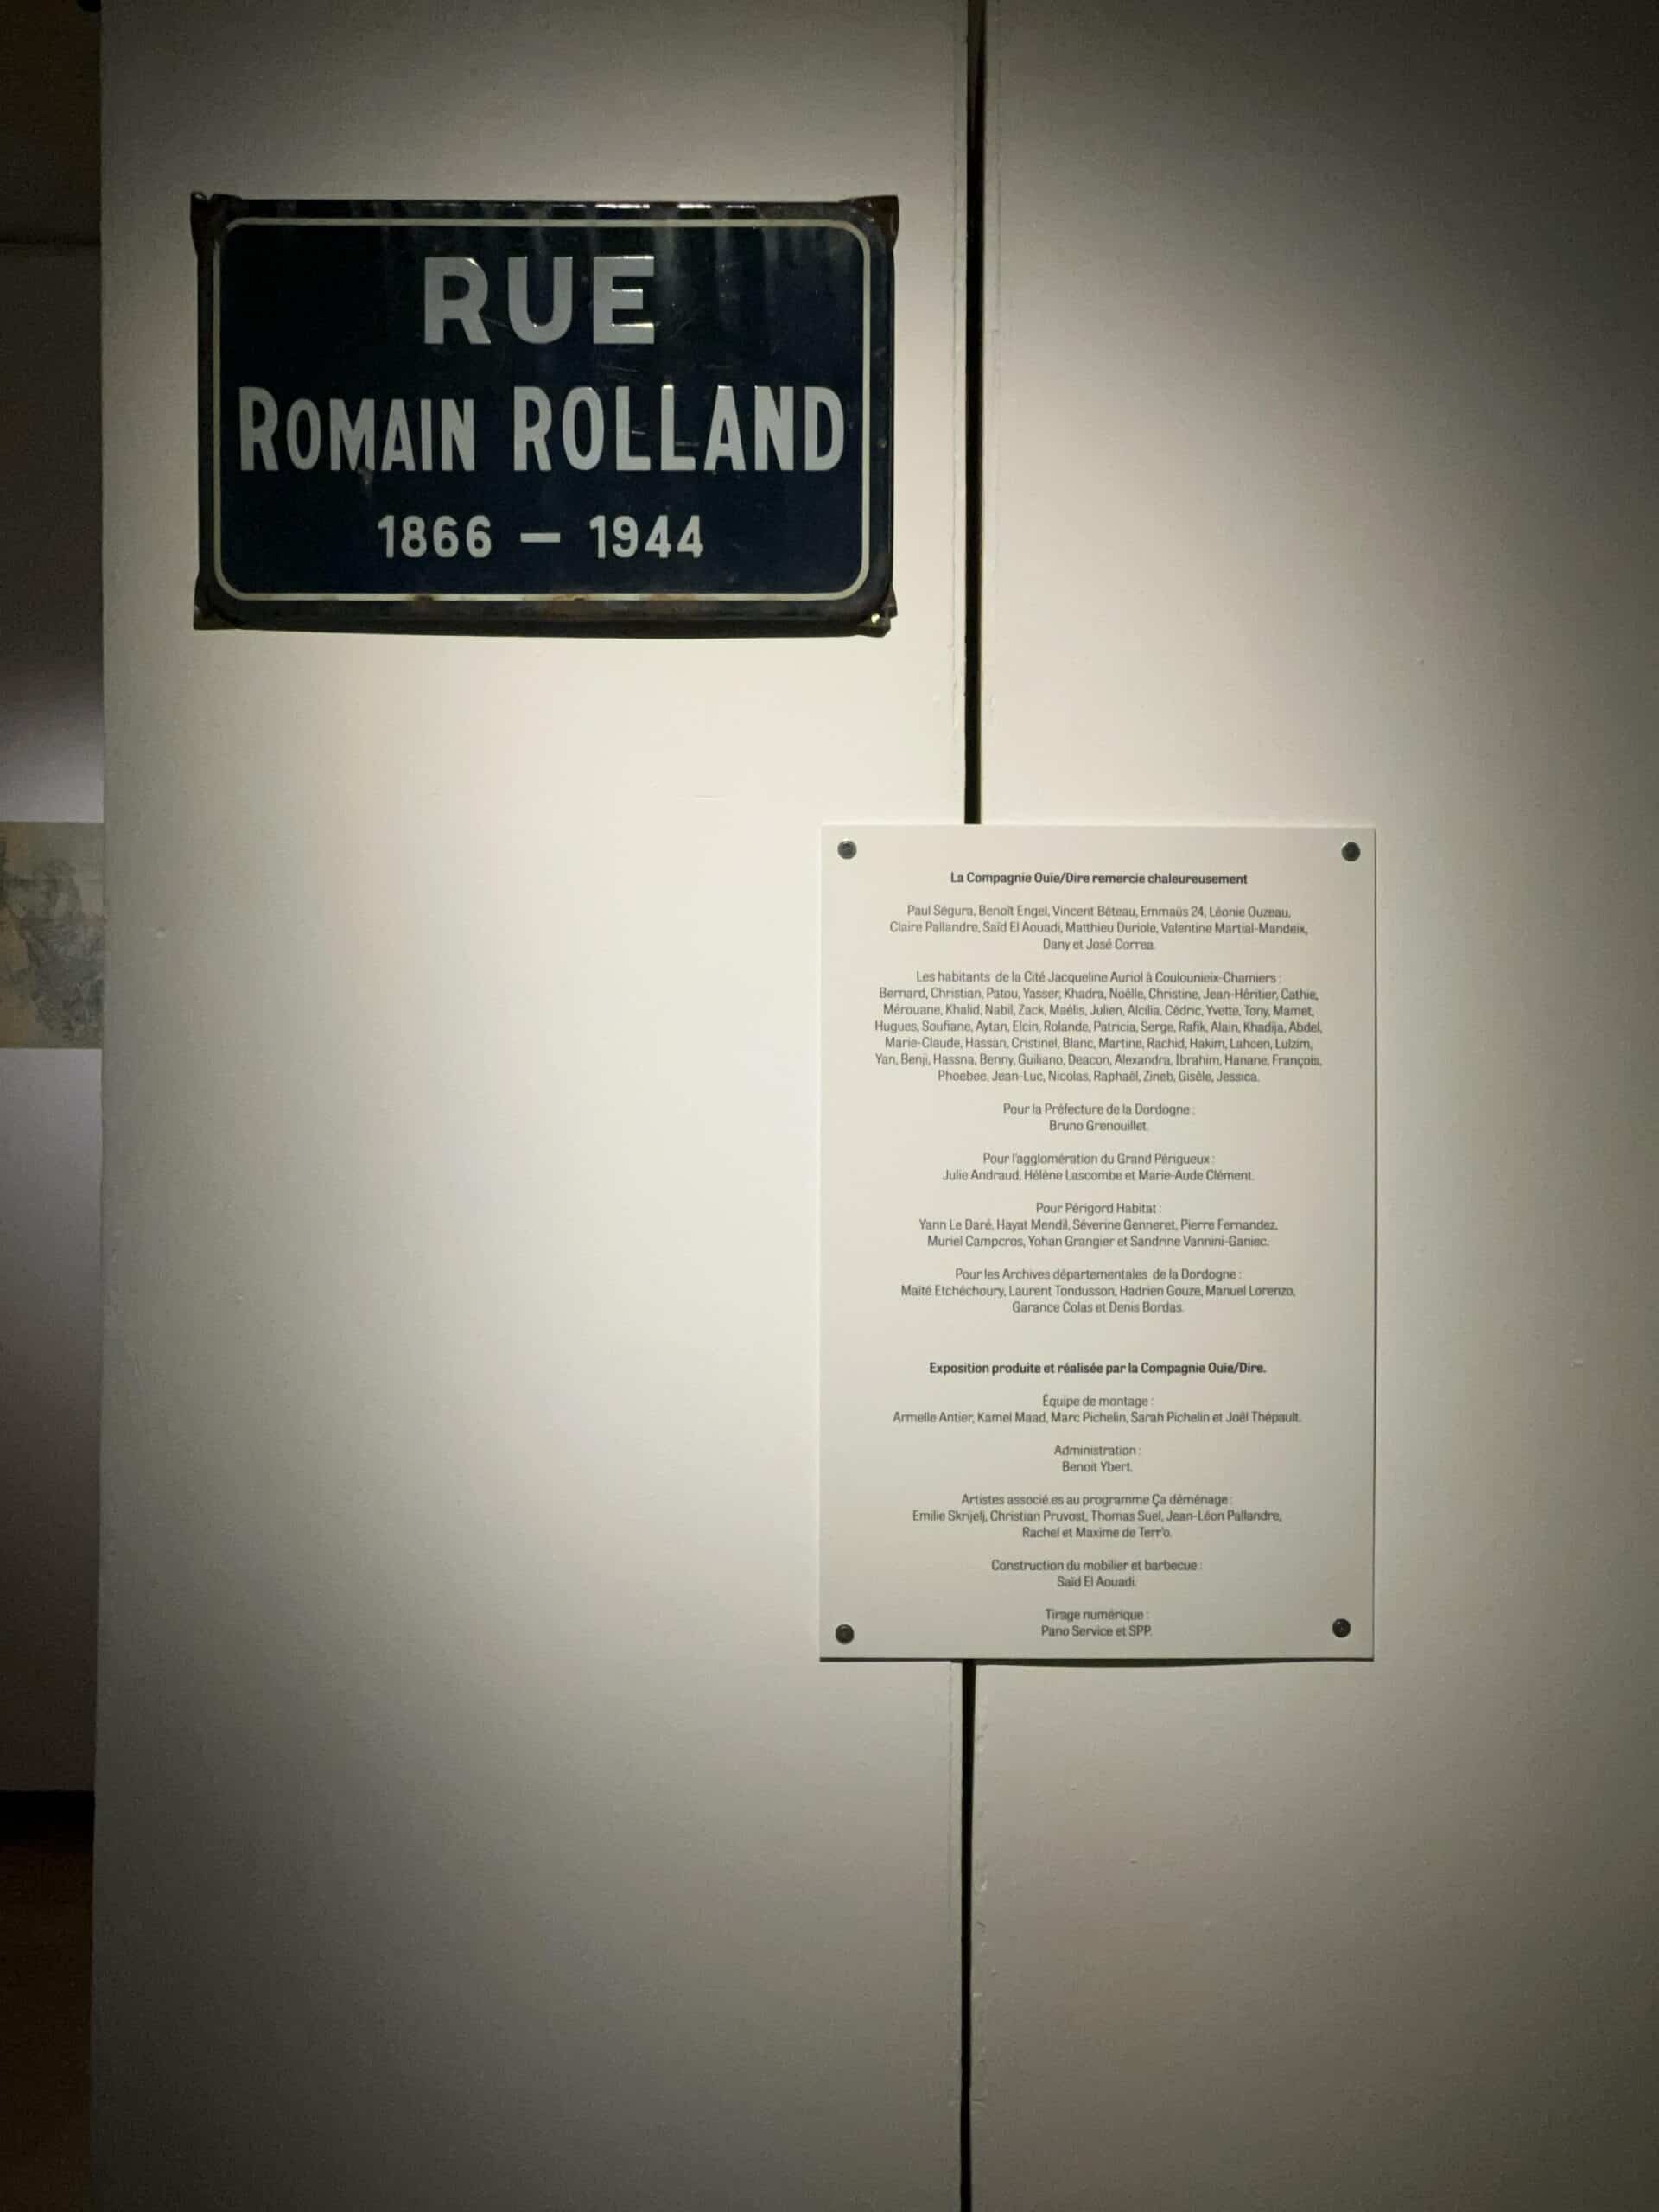 RUE
ROMAIN ROLLAND
1866 — 1944
La Compagnie Ouïe/Dire remercie chaleureusement
Paul Ségura, Benoît Engel, Vincent Béteau, Emmaüs 24, Léonie Ouzeau,
Claire Pallandre, Saïd El Aouadi, Matthieu Duriole, Valentine Martial-Mandeix,
Dany et José Correa.
Les habitants de la Cité Jacqueline Auriol à Coulounieix-Chamiers :
Bernard, Christian, Patou, Yasser, Khadra, Noëlle, Christine, Jean-Héritier, Cathie,
Mérouane, Khalid, Nabil, Zack, Maëlis, Julien, Alcilia, Cédric, Yvette, Tony, Mamet,
Hugues, Soufiane, Aytan, Elcin, Rolande, Patricia, Serge, Rafik, Alain, Khadija, Abdel,
Marie-Claude, Hassan, Cristinel, Blanc, Martine, Rachid, Hakim, Lahcen, Lulzim,
Yan, Benji, Hassna, Benny, Guiliano, Deacon, Alexandra, Ibrahim, Hanane, François,
Phoebee, Jean-Luc, Nicolas, Raphaël, Zineb, Gisèle, Jessica.
Pour la Préfecture de la Dordogne :
Bruno Grenouillet.
Pour l'agglomération du Grand Périgueux :
Julie Andraud, Hélène Lascombe et Marie-Aude Clément.
Pour Périgord Habitat :
Yann Le Daré, Hayat Mendil, Séverine Genneret, Pierre Fernandez,
Muriel Campcros, Yohan Grangier et Sandrine Vannini-Ganiec.
Pour les Archives départementales de la Dordogne :
Maïté Etchéchoury, Laurent Tondusson, Hadrien Gouze, Manuel Lorenzo,
Garance Colas et Denis Bordas.
Exposition produite et réalisée par la Compagnie Ouïe/Dire.
Équipe de montage :
Armelle Antier, Kamel Maad, Marc Pichelin, Sarah Pichelin et Joël Thépault.
Administration :
Benoit Ybert.
Artistes associé.es au programme Ça déménage :
Emilie Skrijelj, Christian Pruvost, Thomas Suel, Jean-Léon Pallandre,
Rachel et Maxime de Terr'o.
Construction du mobilier et barbecue :
Saïd El Aouadi.
Tirage numérique :
Pano Service et SPP.